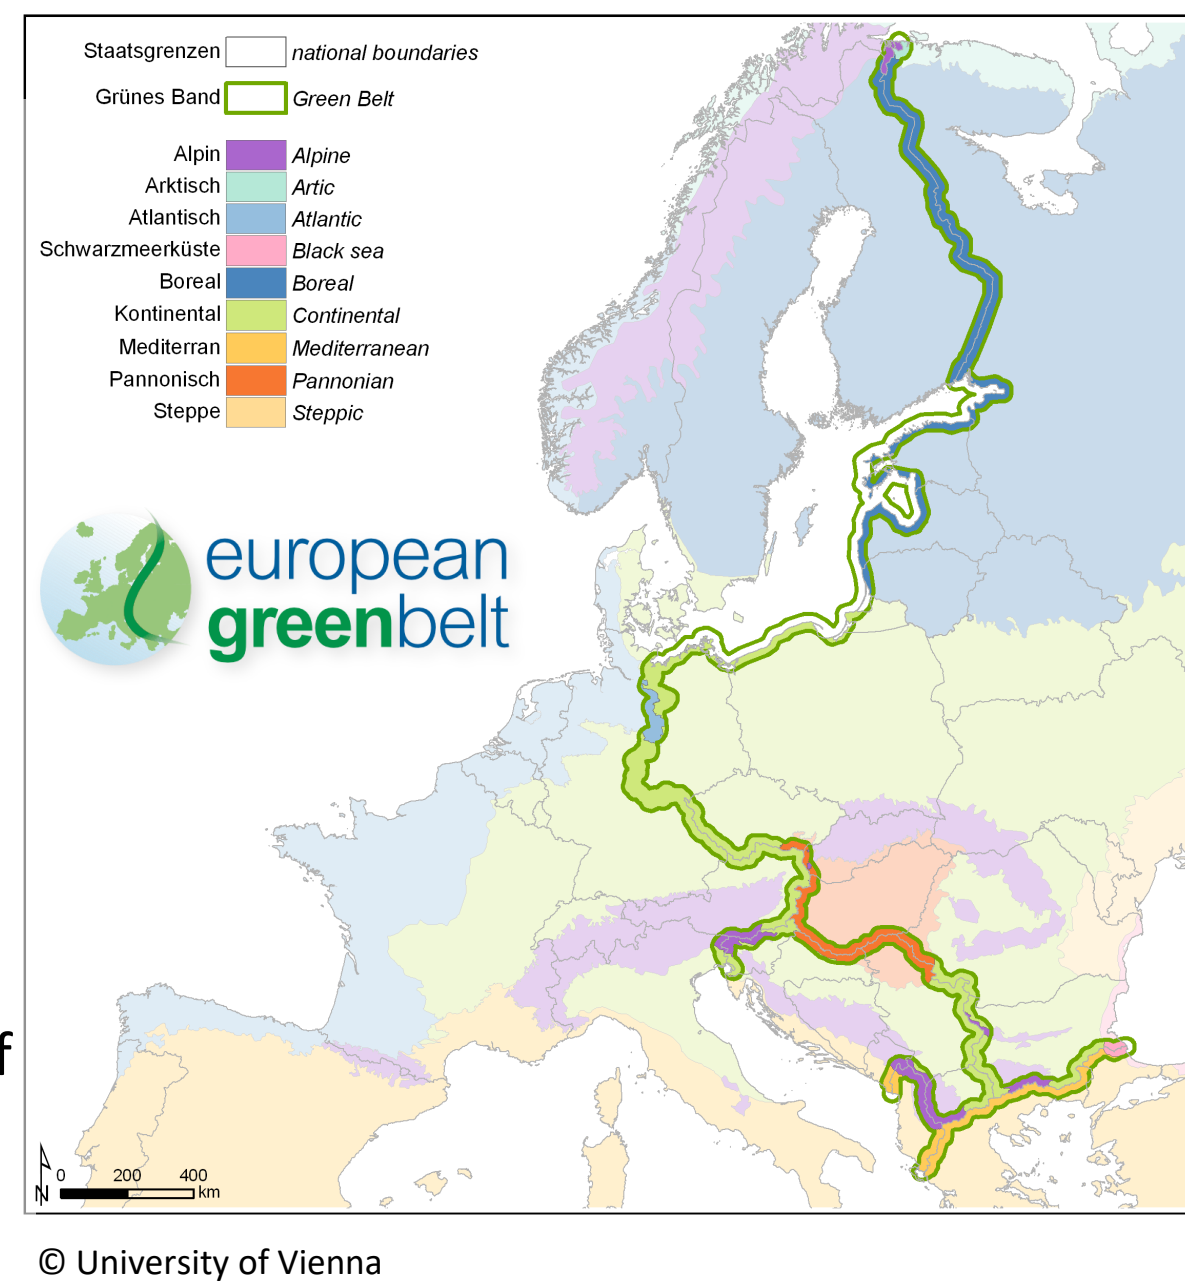 Staatsgrenzen national boundaries
Grünes Band Green Belt
Alpin Alpine
Arktisch Artic
Atlantisch Atlantic
Schwarzmeerküste Black sea
Boreal Boreal
Kontinental Continental
Mediterran Mediterranean
Pannonisch Pannonian
Steppe Steppic
european
greenbelt
f
N
0 200 400
km
© University of Vienna